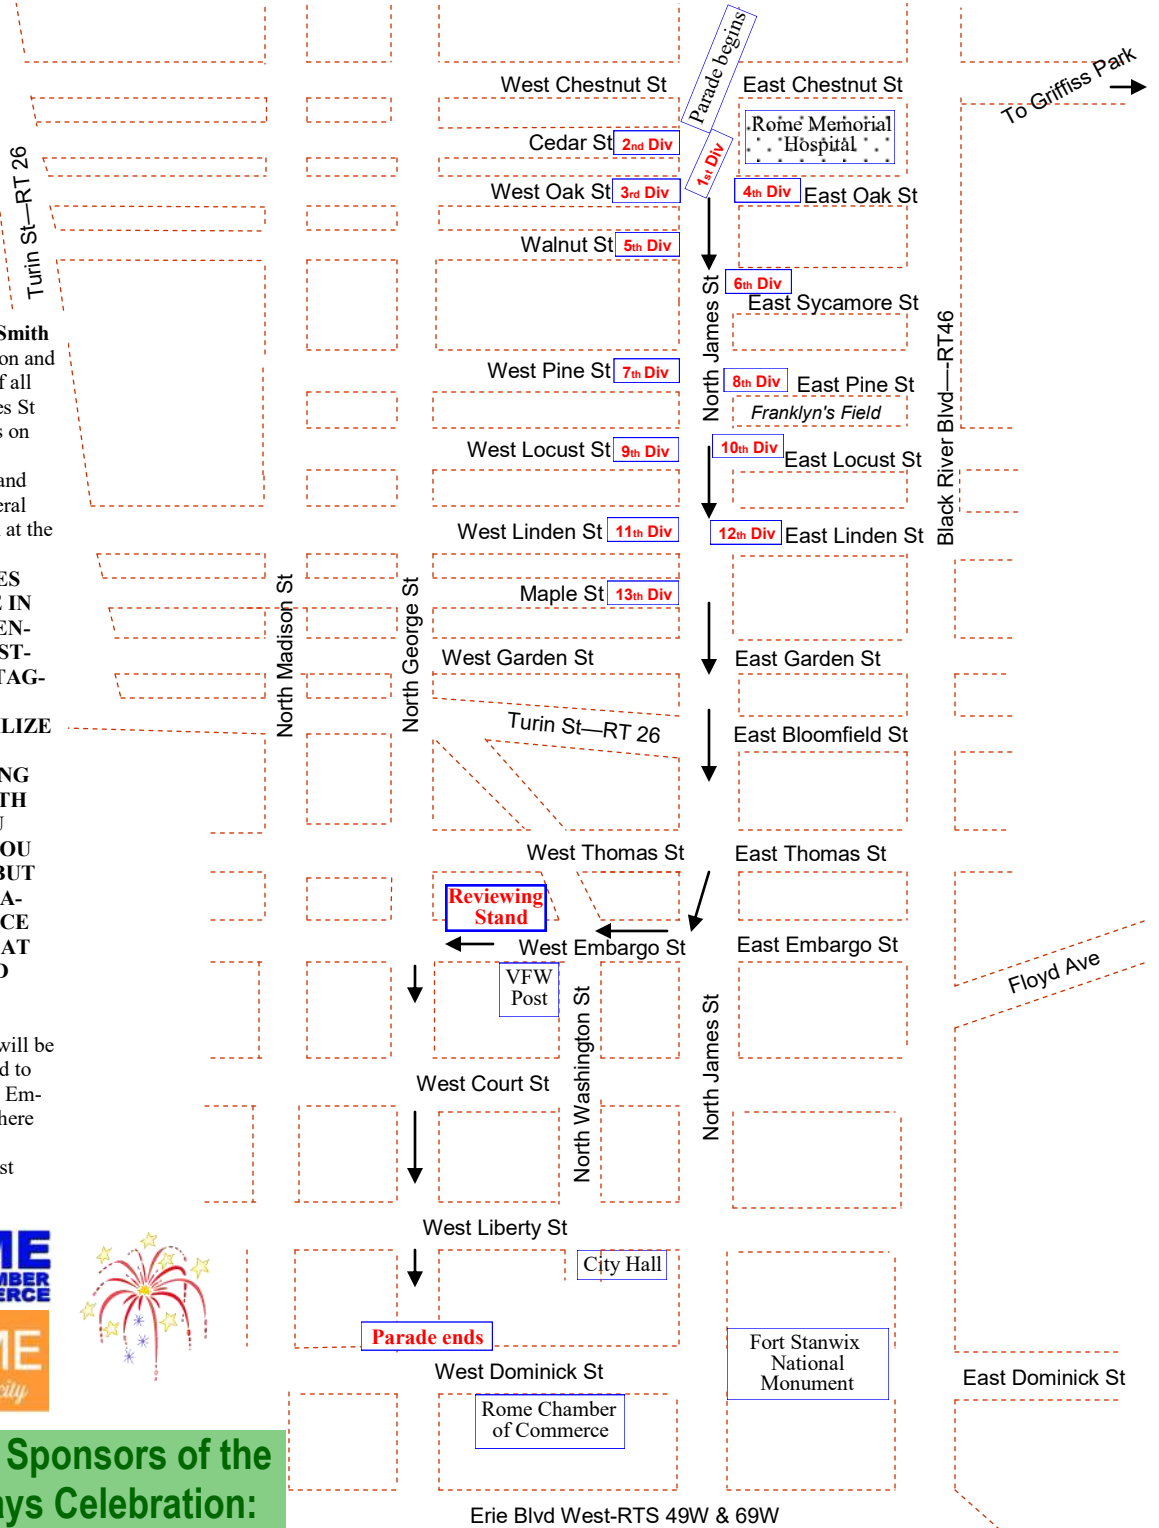 Parade begins
West Chestnut St
East Chestnut St
To Griffiss Park
Rome Memorial
Hospital
Cedar St
2nd Div
1st Div
Turin St—RT 26
West Oak St
3rd Div
4th Div
East Oak St
Walnut St
5th Div
6th Div
East Sycamore St
North James St
Black River Blvd—-RT46
Smith
on and
f all
es St
s on
and
eral
at the
ES
E IN
EN-
ST-
TAG-
LIZE
NG
TH
U
OU
BUT
A-
CE
AT
O
will be
d to
Em-
here
st
West Pine St
7th Div
8th Div
East Pine St
Franklyn's Field
West Locust St
9th Div
10th Div
East Locust St
West Linden St
11th Div
12th Div
East Linden St
Maple St
13th Div
North Madison St
North George St
West Garden St
East Garden St
Turin St—RT 26
East Bloomfield St
West Thomas St
East Thomas St
Reviewing
Stand
West Embargo St
East Embargo St
VFW
Post
Floyd Ave
North Washington St
North James St
West Court St
West Liberty St
City Hall
Parade ends
West Dominick St
Fort Stanwix
National
Monument
East Dominick St
Rome Chamber
of Commerce
ME
MBER
ERCE
ME
city
Sponsors of the
ays Celebration:
Erie Blvd West-RTS 49W & 69W